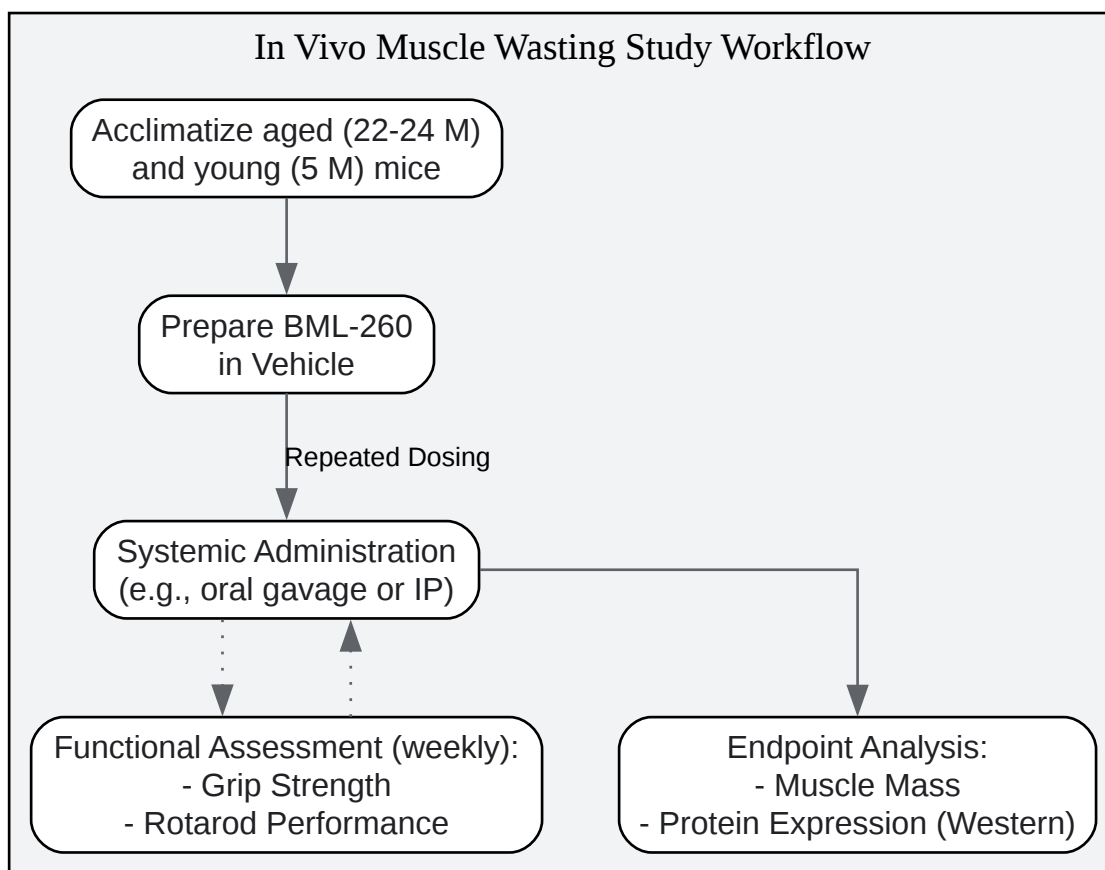 In Vivo Muscle Wasting Study Workflow
Acclimatize aged (22-24 M)
and young (5 M) mice
Prepare BML-260
in Vehicle
Repeated Dosing
Systemic Administration
(e.g., oral gavage or IP)
Functional Assessment (weekly):
- Grip Strength
- Rotarod Performance
Endpoint Analysis:
- Muscle Mass
- Protein Expression (Western)